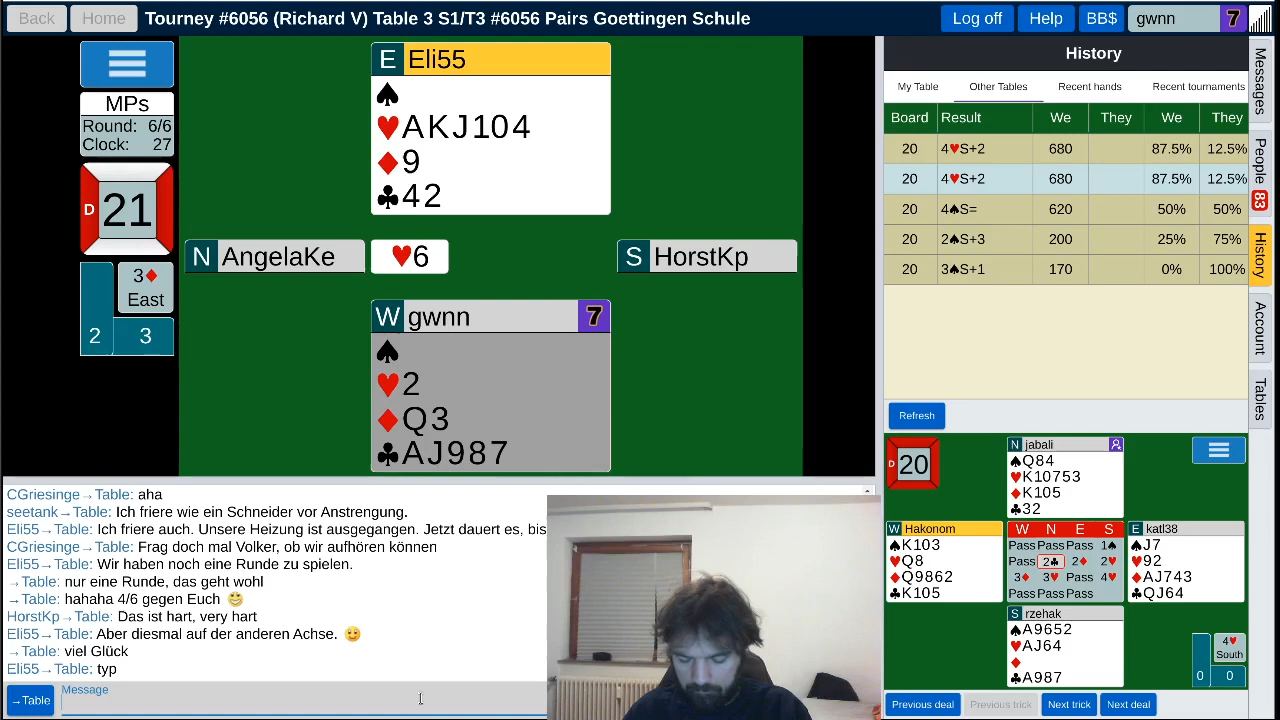 Back Home Tourney #6056 (Richard V) Table 3 S1/T3 #6056 Pairs Goettingen Schule Log off Help BB$ gwnn 7
MPs
Round: 6/6
Clock: 27
D 21
3♦
East
2 3
E Eli55
♠
♥AKJ104
♦9
♣42
N AngelaKe ♥6 S HorstKp
W gwnn 7
♠
♥2
♦Q3
♣AJ987
CGriesinge→Table: aha
seetank→Table: Ich friere wie ein Schneider vor Anstrengung.
Eli55→Table: Ich friere auch. Unsere Heizung ist ausgegangen. Jetzt dauert es, bis
CGriesinge→Table: Frag doch mal Volker, ob wir aufhören können
Eli55→Table: Wir haben noch eine Runde zu spielen.
→Table: nur eine Runde, das geht wohl
→Table: hahaha 4/6 gegen Euch
HorstKp→Table: Das ist hart, very hart
Eli55→Table: Aber diesmal auf der anderen Achse.
→Table: viel Glück
Eli55→Table: typ
→Table Message
History
My Table Other Tables Recent hands Recent tournaments
Board Result We They We They
20 4♥S+2 680 87.5% 12.5%
20 4♥S+2 680 87.5% 12.5%
20 4♠S= 620 50% 50%
20 2♠S+3 200 25% 75%
20 3♠S+1 170 0% 100%
Refresh
D 20
N jabali
♠Q84
♥K10753
♦K105
♣32
W Hakonom
♠K103
♥Q8
♦Q9862
♣K105
W N E S
Pass Pass Pass 1♠
Pass 2♣ 2♦ 2♥
3♦ 3♥ Pass 4♥
Pass Pass Pass
E katl38
♠J7
♥92
♦AJ743
♣QJ64
S rzehak
♠A9652
♥AJ64
♦
♣A987
4♥
South
0 0
Previous deal Previous trick Next trick Next deal
Messages
People 83
History
Account
Tables